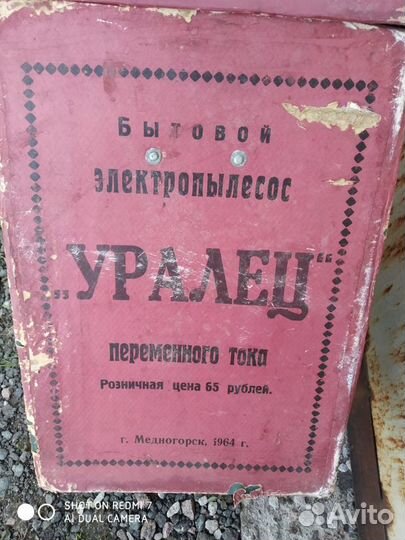 Бытовой
электропылесос
„УРАЛЕЦ“
переменного тока
Розничная цена 65 рублей.
г. Медногорск, 1964 г.
SHOT ON REDMI 7
AI DUAL CAMERA
Avito